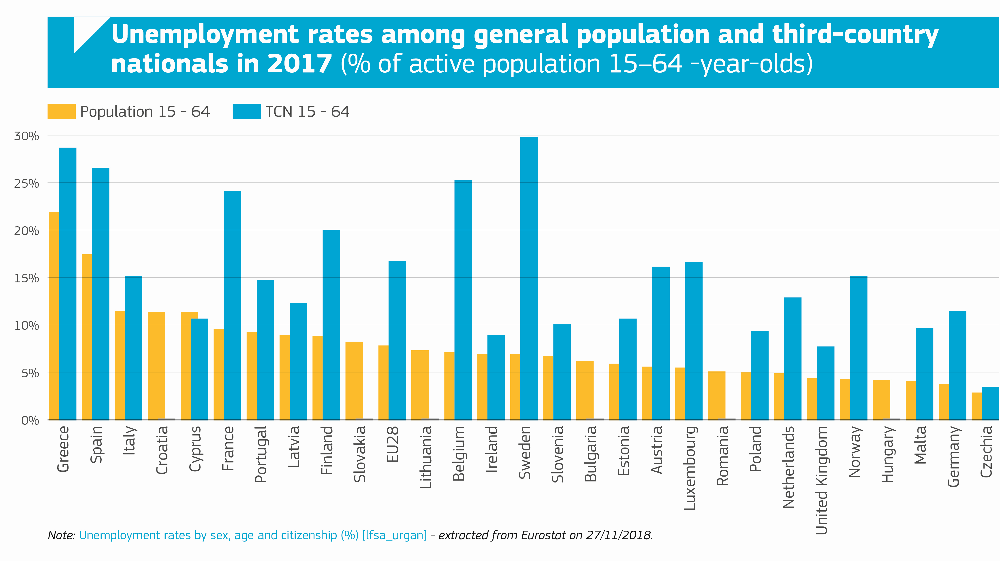 Unemployment rates among general population and third-country
nationals in 2017 (% of active population 15–64 -year-olds)
Population 15 - 64
TCN 15 - 64
30%
25%
20%
15%
10%
5%
0%
Greece
Spain
Italy
Croatia
Cyprus
France
Portugal
Latvia
Finland
Slovakia
EU28
Lithuania
Belgium
Ireland
Sweden
Slovenia
Bulgaria
Estonia
Austria
Luxembourg
Romania
Poland
Netherlands
United Kingdom
Norway
Hungary
Malta
Germany
Czechia
Note: Unemployment rates by sex, age and citizenship (%) [lfsa_urgan] - extracted from Eurostat on 27/11/2018.